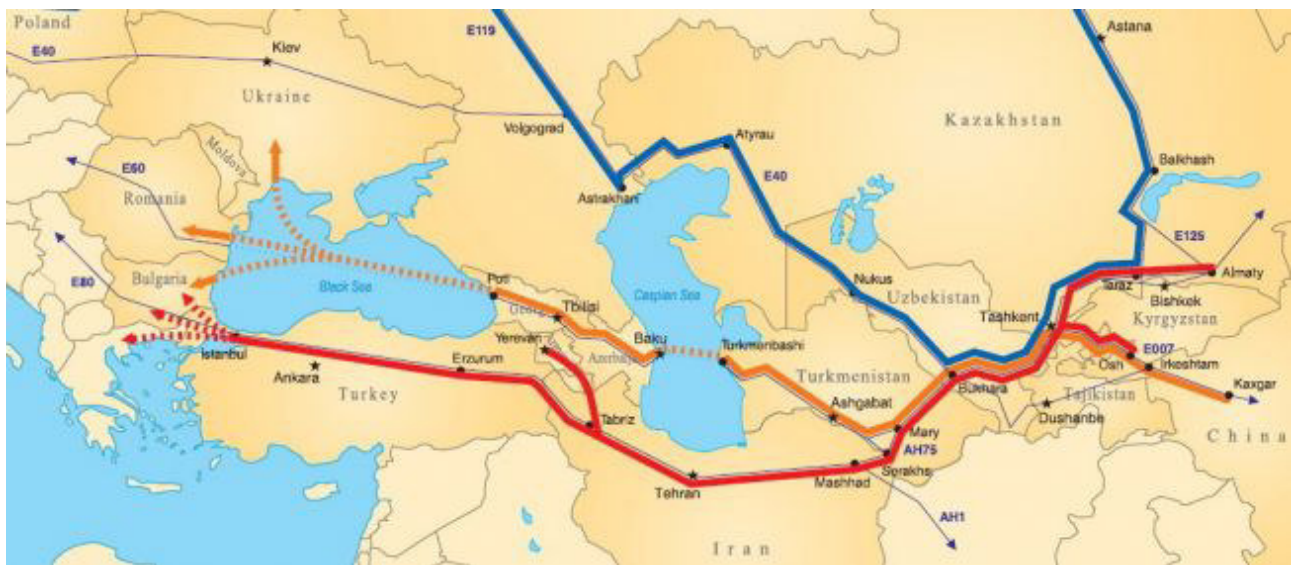 Poland
E40
Kiev
E119
Astana
Ukraine
Kazakhstan
Volgograd
Atyrau
Moldova
E60
Balkhash
E40
Astrakhan
Romania
E125
E80
Bulgaria
Poti
Nukus
Almaty
Taraz
Black Sea
Caspian Sea
Tbilisi
Uzbekistan
Bishkek
Tashkent
Kyrgyzstan
Istanbul
Yerevan
Baku
Turkmenbashi
E007
Erzurum
Osh
Irkeshtam
Ankara
Turkmenistan
Bukhara
Kaxgar
Turkey
Ashgabat
Tajikistan
Dushanbe
Tabriz
Mary
China
AH75
Serakhs
Tehran
Mashhad
AH1
Iran